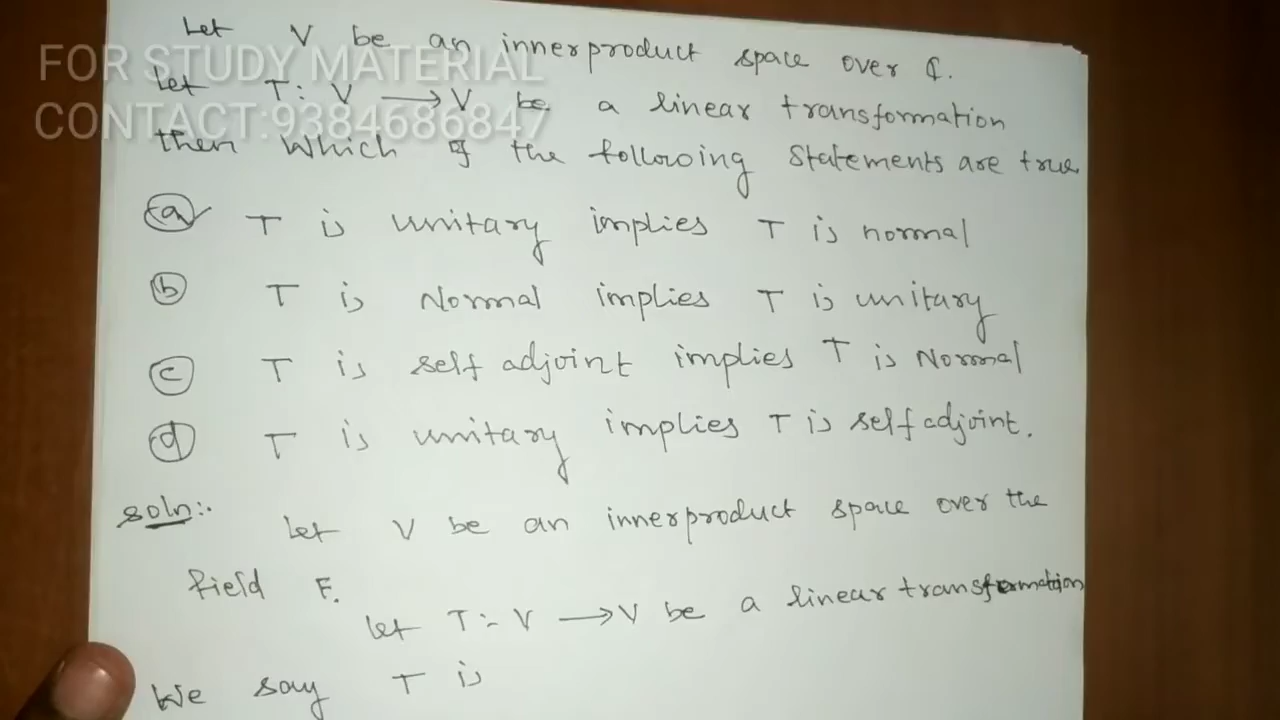 Let V be an innerproduct space over ℂ.
FOR STUDY MATERIAL
Let T: V → V be a linear transformation
CONTACT:9384686847
then Which of the following Statements are true
(a) T is unitary implies T is normal
(b) T is Normal implies T is unitary
(c) T is self adjoint implies T is Normal
(d) T is unitary implies T is self adjoint.
Soln:.
Let V be an innerproduct space over the
field F.
Let T:- V → V be a linear transformation
We say T is